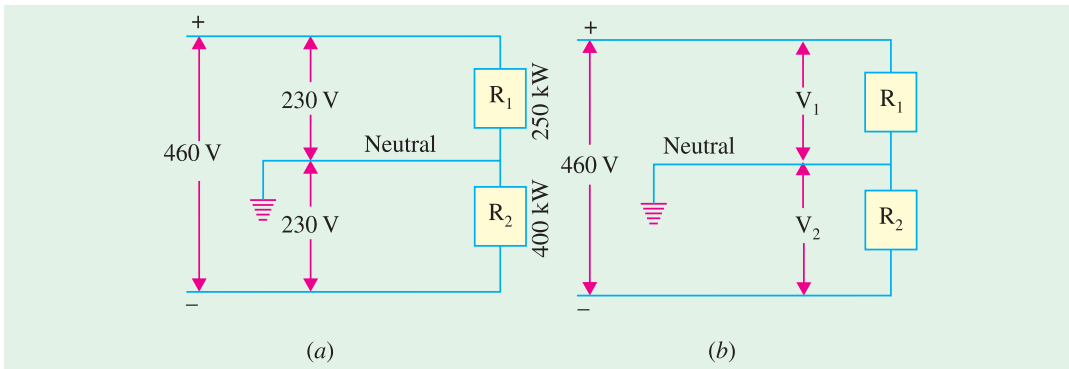 +
230 V
R1
250 kW
Neutral
460 V
230 V
R2
400 kW
–
(a)
+
V1
R1
Neutral
460 V
V2
R2
–
(b)